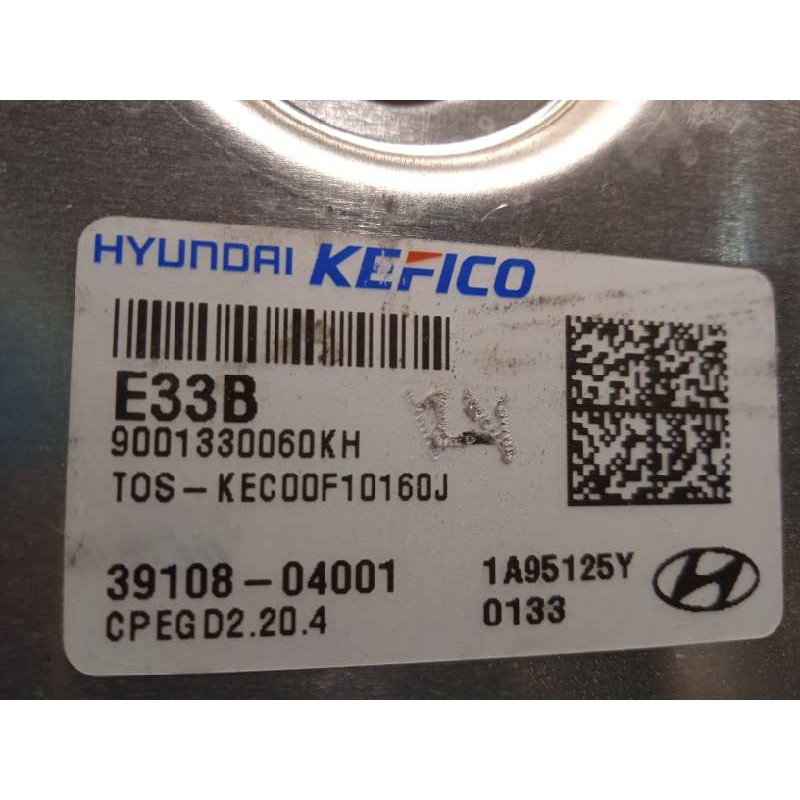 HYUNDAI KEFICO
E33B
9001330060KH
TOS-KEC00F10160J
39108-04001 1A95125Y
CPEGD2.20.4 0133